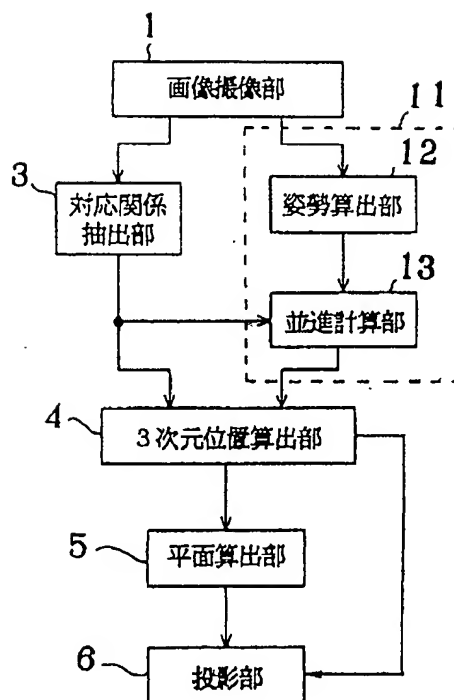 1
画像撮像部
11
3
対応関係
抽出部
12
姿勢算出部
13
並進計算部
4
3次元位置算出部
5
平面算出部
6
投影部